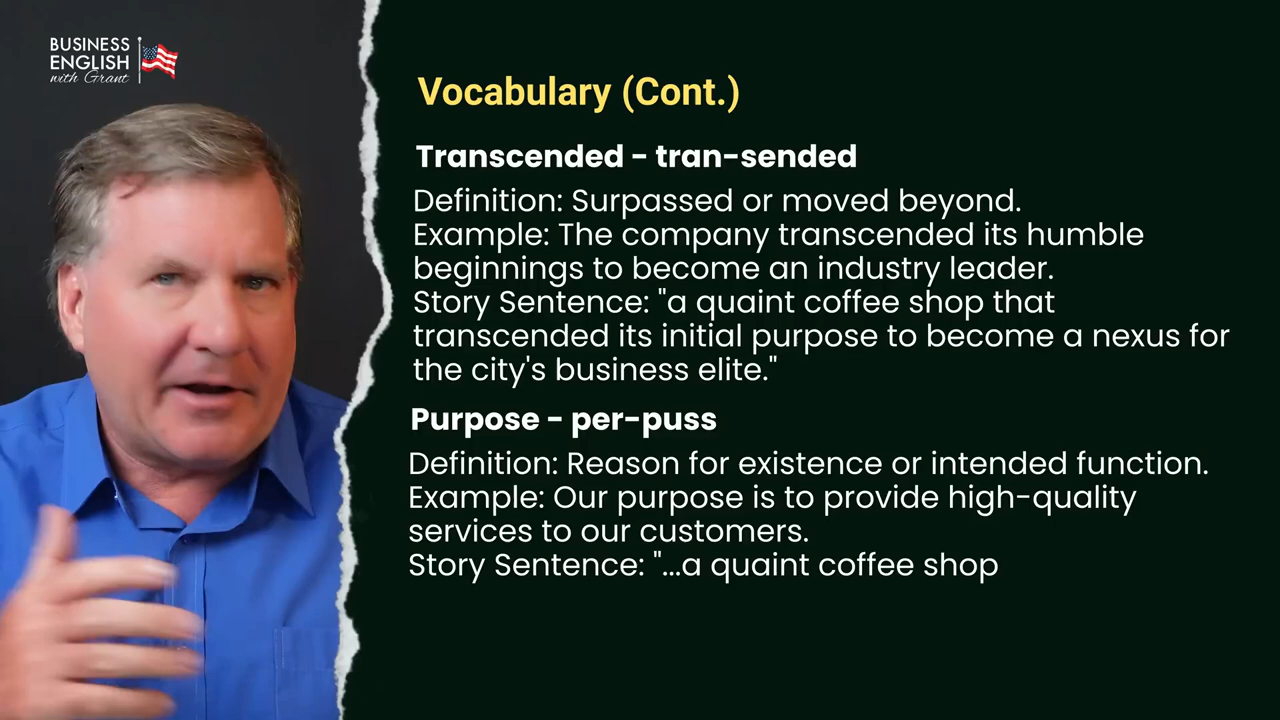 BUSINESS
ENGLISH
with Grant
Vocabulary (Cont.)
Transcended - tran-sended
Definition: Surpassed or moved beyond.
Example: The company transcended its humble
beginnings to become an industry leader.
Story Sentence: "a quaint coffee shop that
transcended its initial purpose to become a nexus for
the city's business elite."
Purpose - per-puss
Definition: Reason for existence or intended function.
Example: Our purpose is to provide high-quality
services to our customers.
Story Sentence: "...a quaint coffee shop